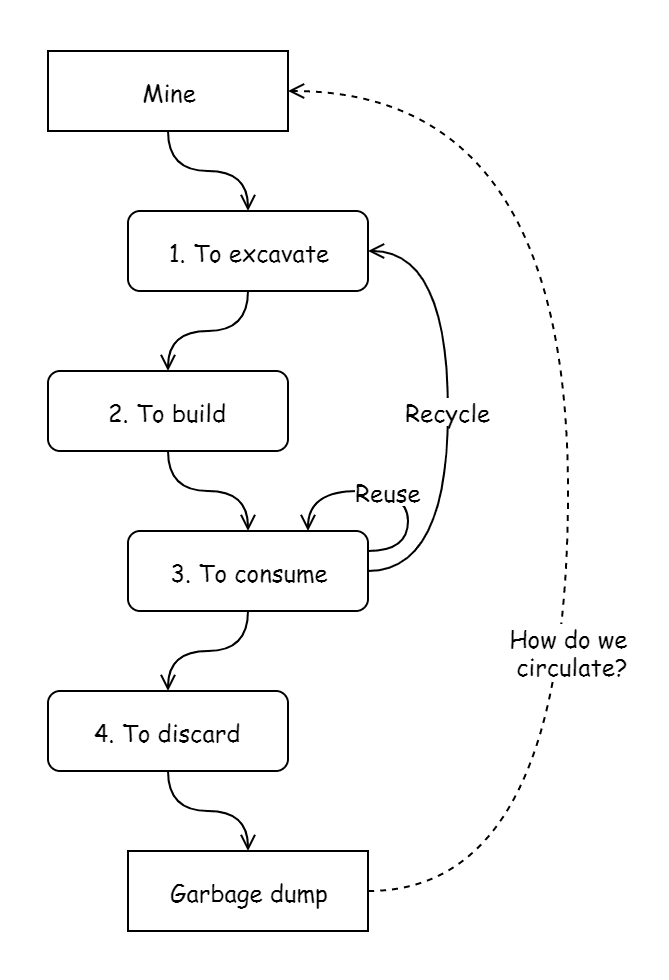 Mine
1. To excavate
2. To build
Recycle
Reuse
3. To consume
How do we
circulate?
4. To discard
Garbage dump